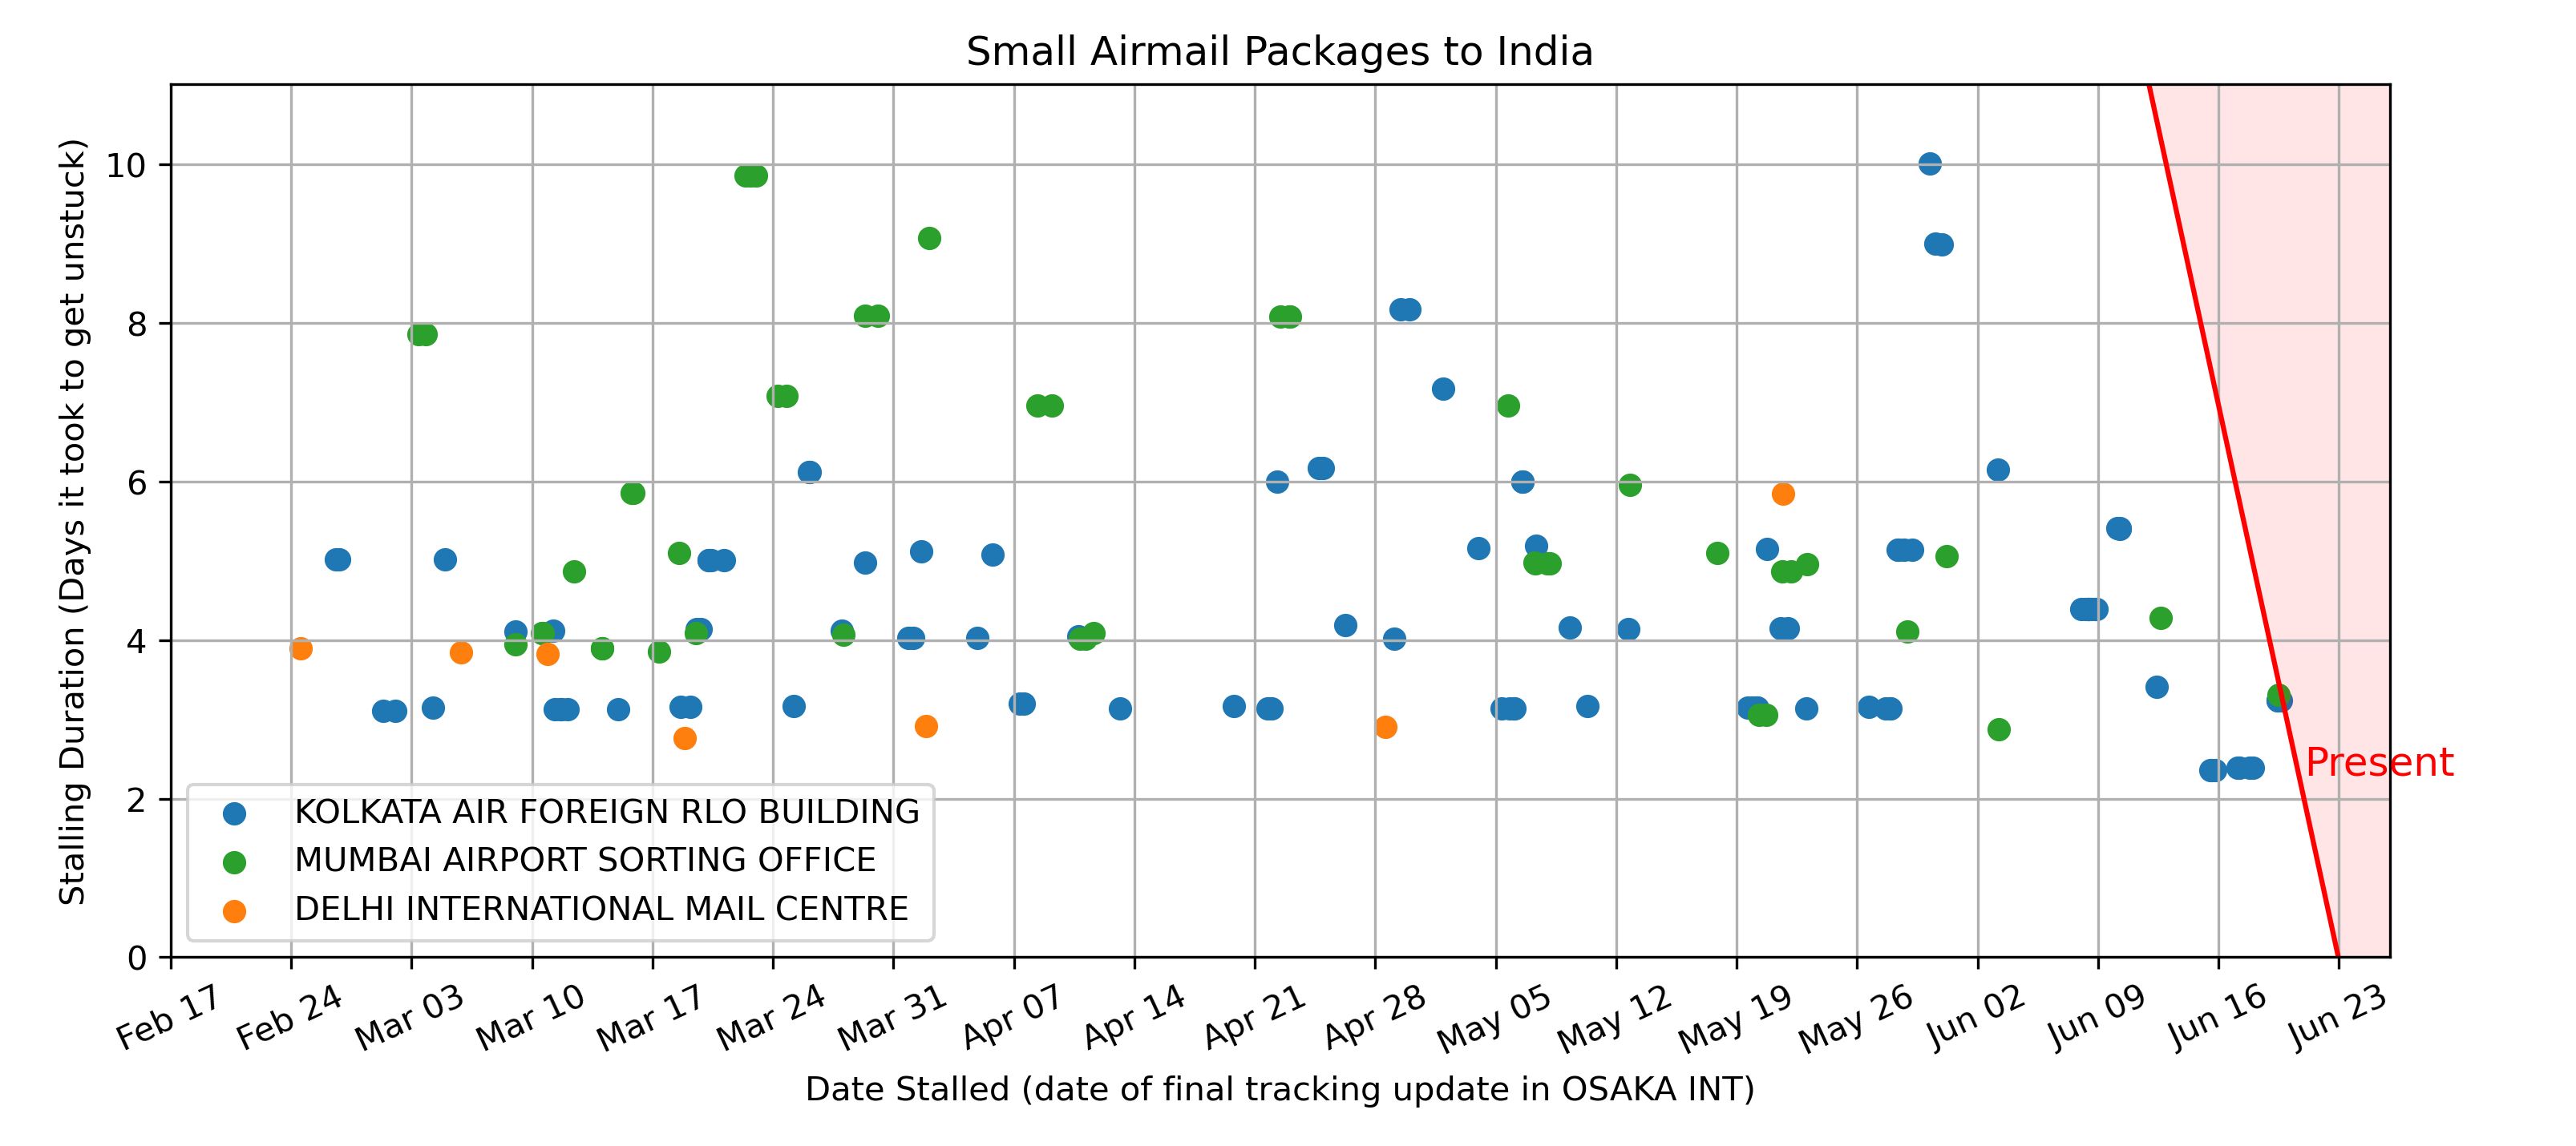 Small Airmail Packages to India
Stalling Duration (Days it took to get unstuck)
10
8
6
4
2
0
Present
KOLKATA AIR FOREIGN RLO BUILDING
MUMBAI AIRPORT SORTING OFFICE
DELHI INTERNATIONAL MAIL CENTRE
Feb 17
Feb 24
Mar 03
Mar 10
Mar 17
Mar 24
Mar 31
Apr 07
Apr 14
Apr 21
Apr 28
May 05
May 12
May 19
May 26
Jun 02
Jun 09
Jun 16
Jun 23
Date Stalled (date of final tracking update in OSAKA INT)